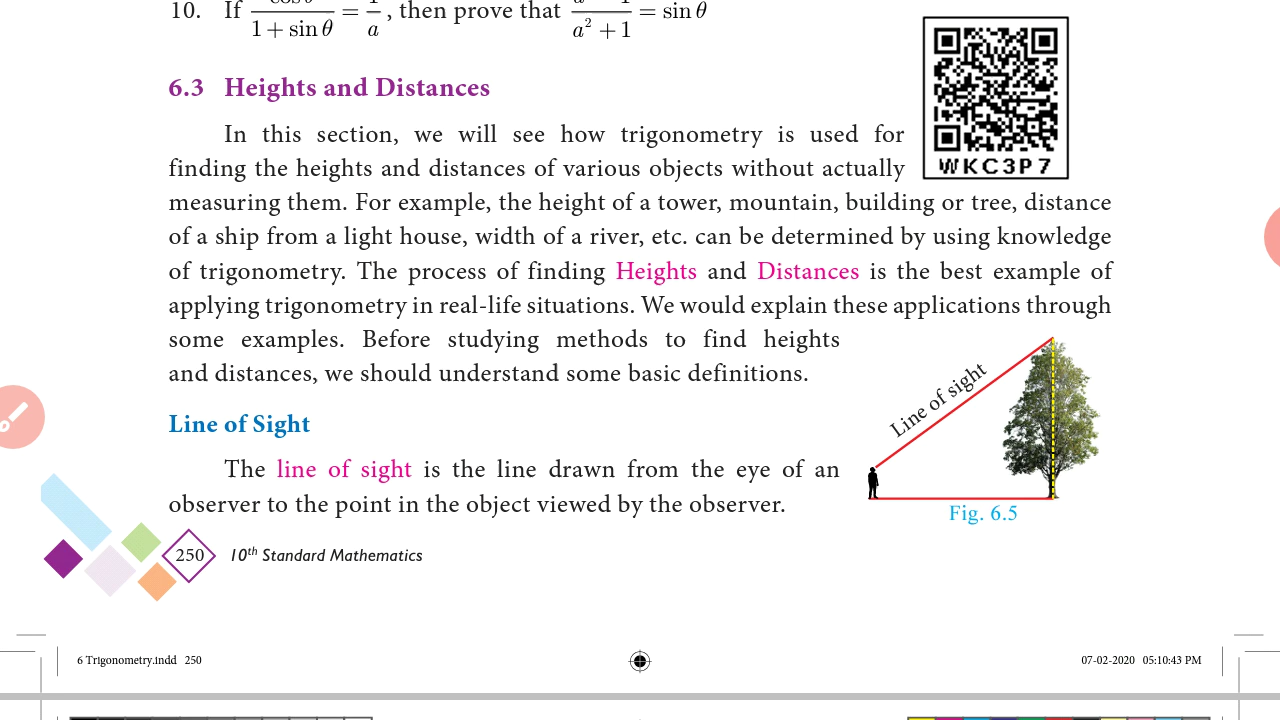 10. If cosθ / 1 + sin θ = 1 / a , then prove that a² − 1 / a² + 1 = sin θ
WKC3P7
6.3 Heights and Distances
In this section, we will see how trigonometry is used for
finding the heights and distances of various objects without actually
measuring them. For example, the height of a tower, mountain, building or tree, distance
of a ship from a light house, width of a river, etc. can be determined by using knowledge
of trigonometry. The process of finding Heights and Distances is the best example of
applying trigonometry in real-life situations. We would explain these applications through
some examples. Before studying methods to find heights
and distances, we should understand some basic definitions.
Line of Sight
The line of sight is the line drawn from the eye of an
observer to the point in the object viewed by the observer.
Line of sight
Fig. 6.5
250 10th Standard Mathematics
6 Trigonometry.indd 250
07-02-2020 05:10:43 PM